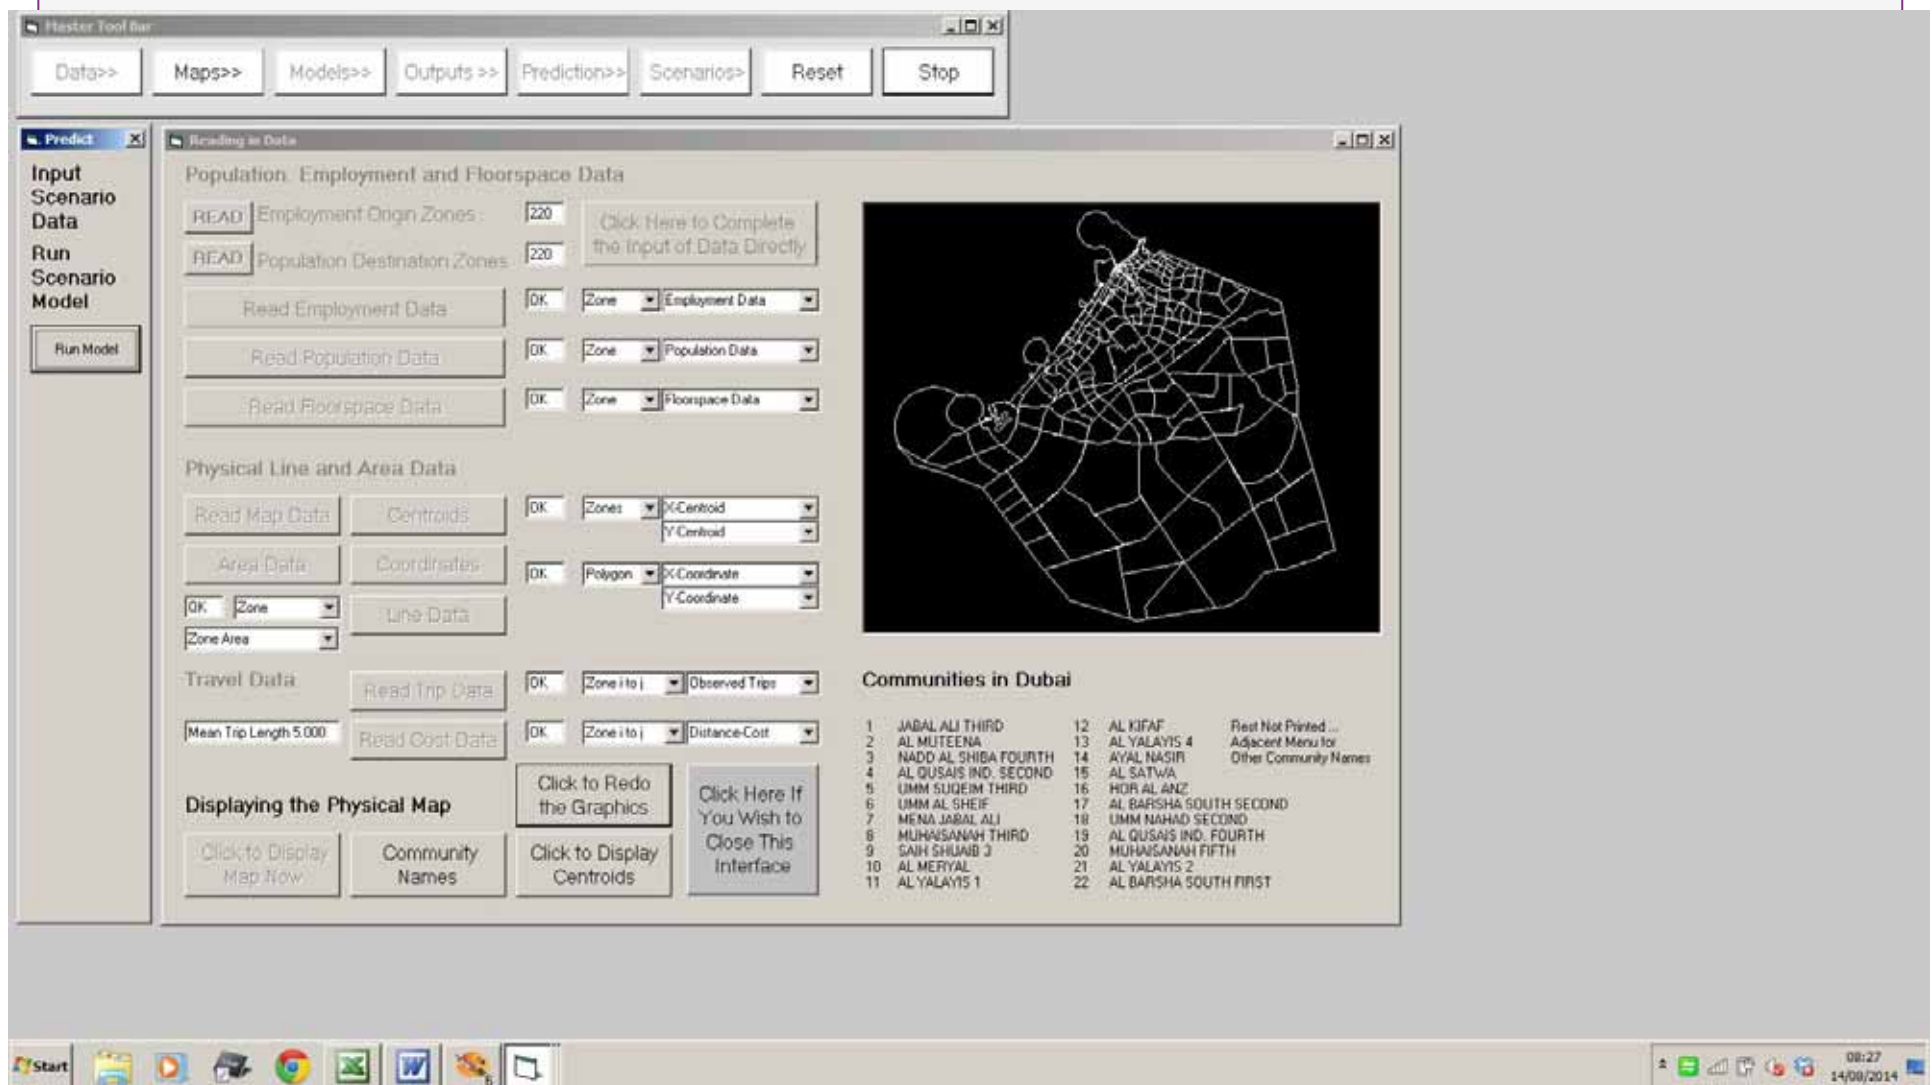 Master Tool Bar
Data>>
Maps>>
Models>>
Outputs >>
Prediction>>
Scenarios>
Reset
Stop
Predict
Input
Scenario
Data
Run
Scenario
Model
Run Model
Reading in Data
Population, Employment and Floorspace Data
READ
Employment Origin Zones
220
READ
Population Destination Zones
220
Click Here to Complete
the Input of Data Directly
Read Employment Data
OK
Zone
Employment Data
Read Population Data
OK
Zone
Population Data
Read Floorspace Data
OK
Zone
Floorspace Data
Physical Line and Area Data
Read Map Data
Centroids
OK
Zones
X-Centroid
Y-Centroid
Area Data
Coordinates
OK
Polygon
X-Coordinate
Y-Coordinate
OK
Zone
Line Data
Zone Area
Travel Data
Read Trip Data
OK
Zone i to j
Observed Trips
Mean Trip Length 5.000
Read Cost Data
OK
Zone i to j
Distance-Cost
Displaying the Physical Map
Click to Redo
the Graphics
Click Here If
You Wish to
Close This
Interface
Click to Display
Map Now
Community
Names
Click to Display
Centroids
Communities in Dubai
1 JABAL ALI THIRD
2 AL MUTEENA
3 NADD AL SHIBA FOURTH
4 AL QUSAIS IND. SECOND
5 UMM SUQEIM THIRD
6 UMM AL SHEIF
7 MENA JABAL ALI
8 MUHAISANAH THIRD
9 SAIH SHUAIB 3
10 AL MERYAL
11 AL YALAYIS 1
12 AL KIFAF
13 AL YALAYIS 4
14 AYAL NASIR
15 AL SATWA
16 HOR AL ANZ
17 AL BARSHA SOUTH SECOND
18 UMM NAHAD SECOND
19 AL QUSAIS IND. FOURTH
20 MUHAISANAH FIFTH
21 AL YALAYIS 2
22 AL BARSHA SOUTH FIRST
Rest Not Printed ...
Adjacent Menu for
Other Community Names
Start
6
08:27
14/08/2014